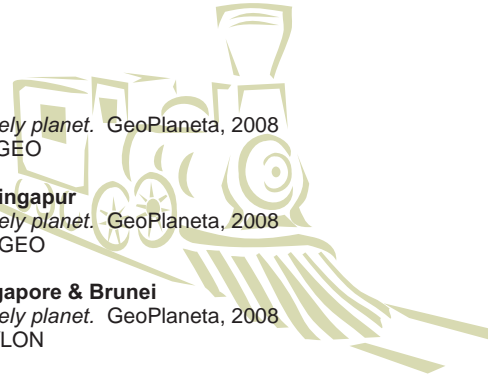 ely planet. GeoPlaneta, 2008
GEO
ingapur
ely planet. GeoPlaneta, 2008
GEO
gapore & Brunei
ely planet. GeoPlaneta, 2008
LON